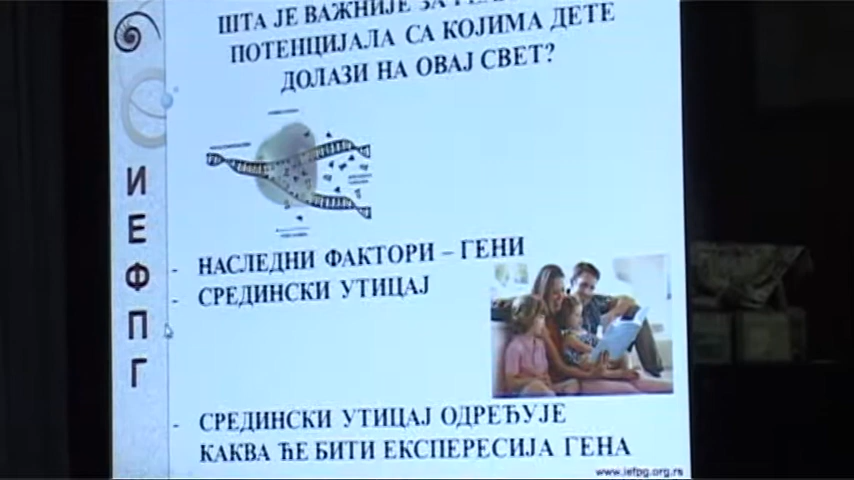 ШТА ЈЕ ВАЖНИЈЕ ЗА
ПОТЕНЦИЈАЛА СА КОЈИМА ДЕТЕ
ДОЛАЗИ НА ОВАЈ СВЕТ?
ИЕФПГ
- НАСЛЕДНИ ФАКТОРИ – ГЕНИ
- СРЕДИНСКИ УТИЦАЈ
- СРЕДИНСКИ УТИЦАЈ ОДРЕЂУЈЕ
КАКВА ЋЕ БИТИ ЕКСПЕРЕСИЈА ГЕНА
www.iefpg.org.rs